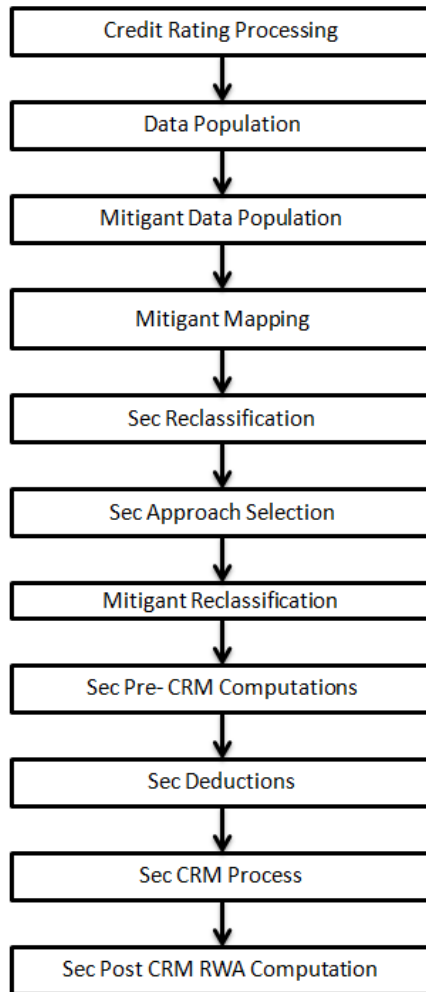 Credit Rating Processing
Data Population
Mitigant Data Population
Mitigant Mapping
Sec Reclassification
Sec Approach Selection
Mitigant Reclassification
Sec Pre- CRM Computations
Sec Deductions
Sec CRM Process
Sec Post CRM RWA Computation